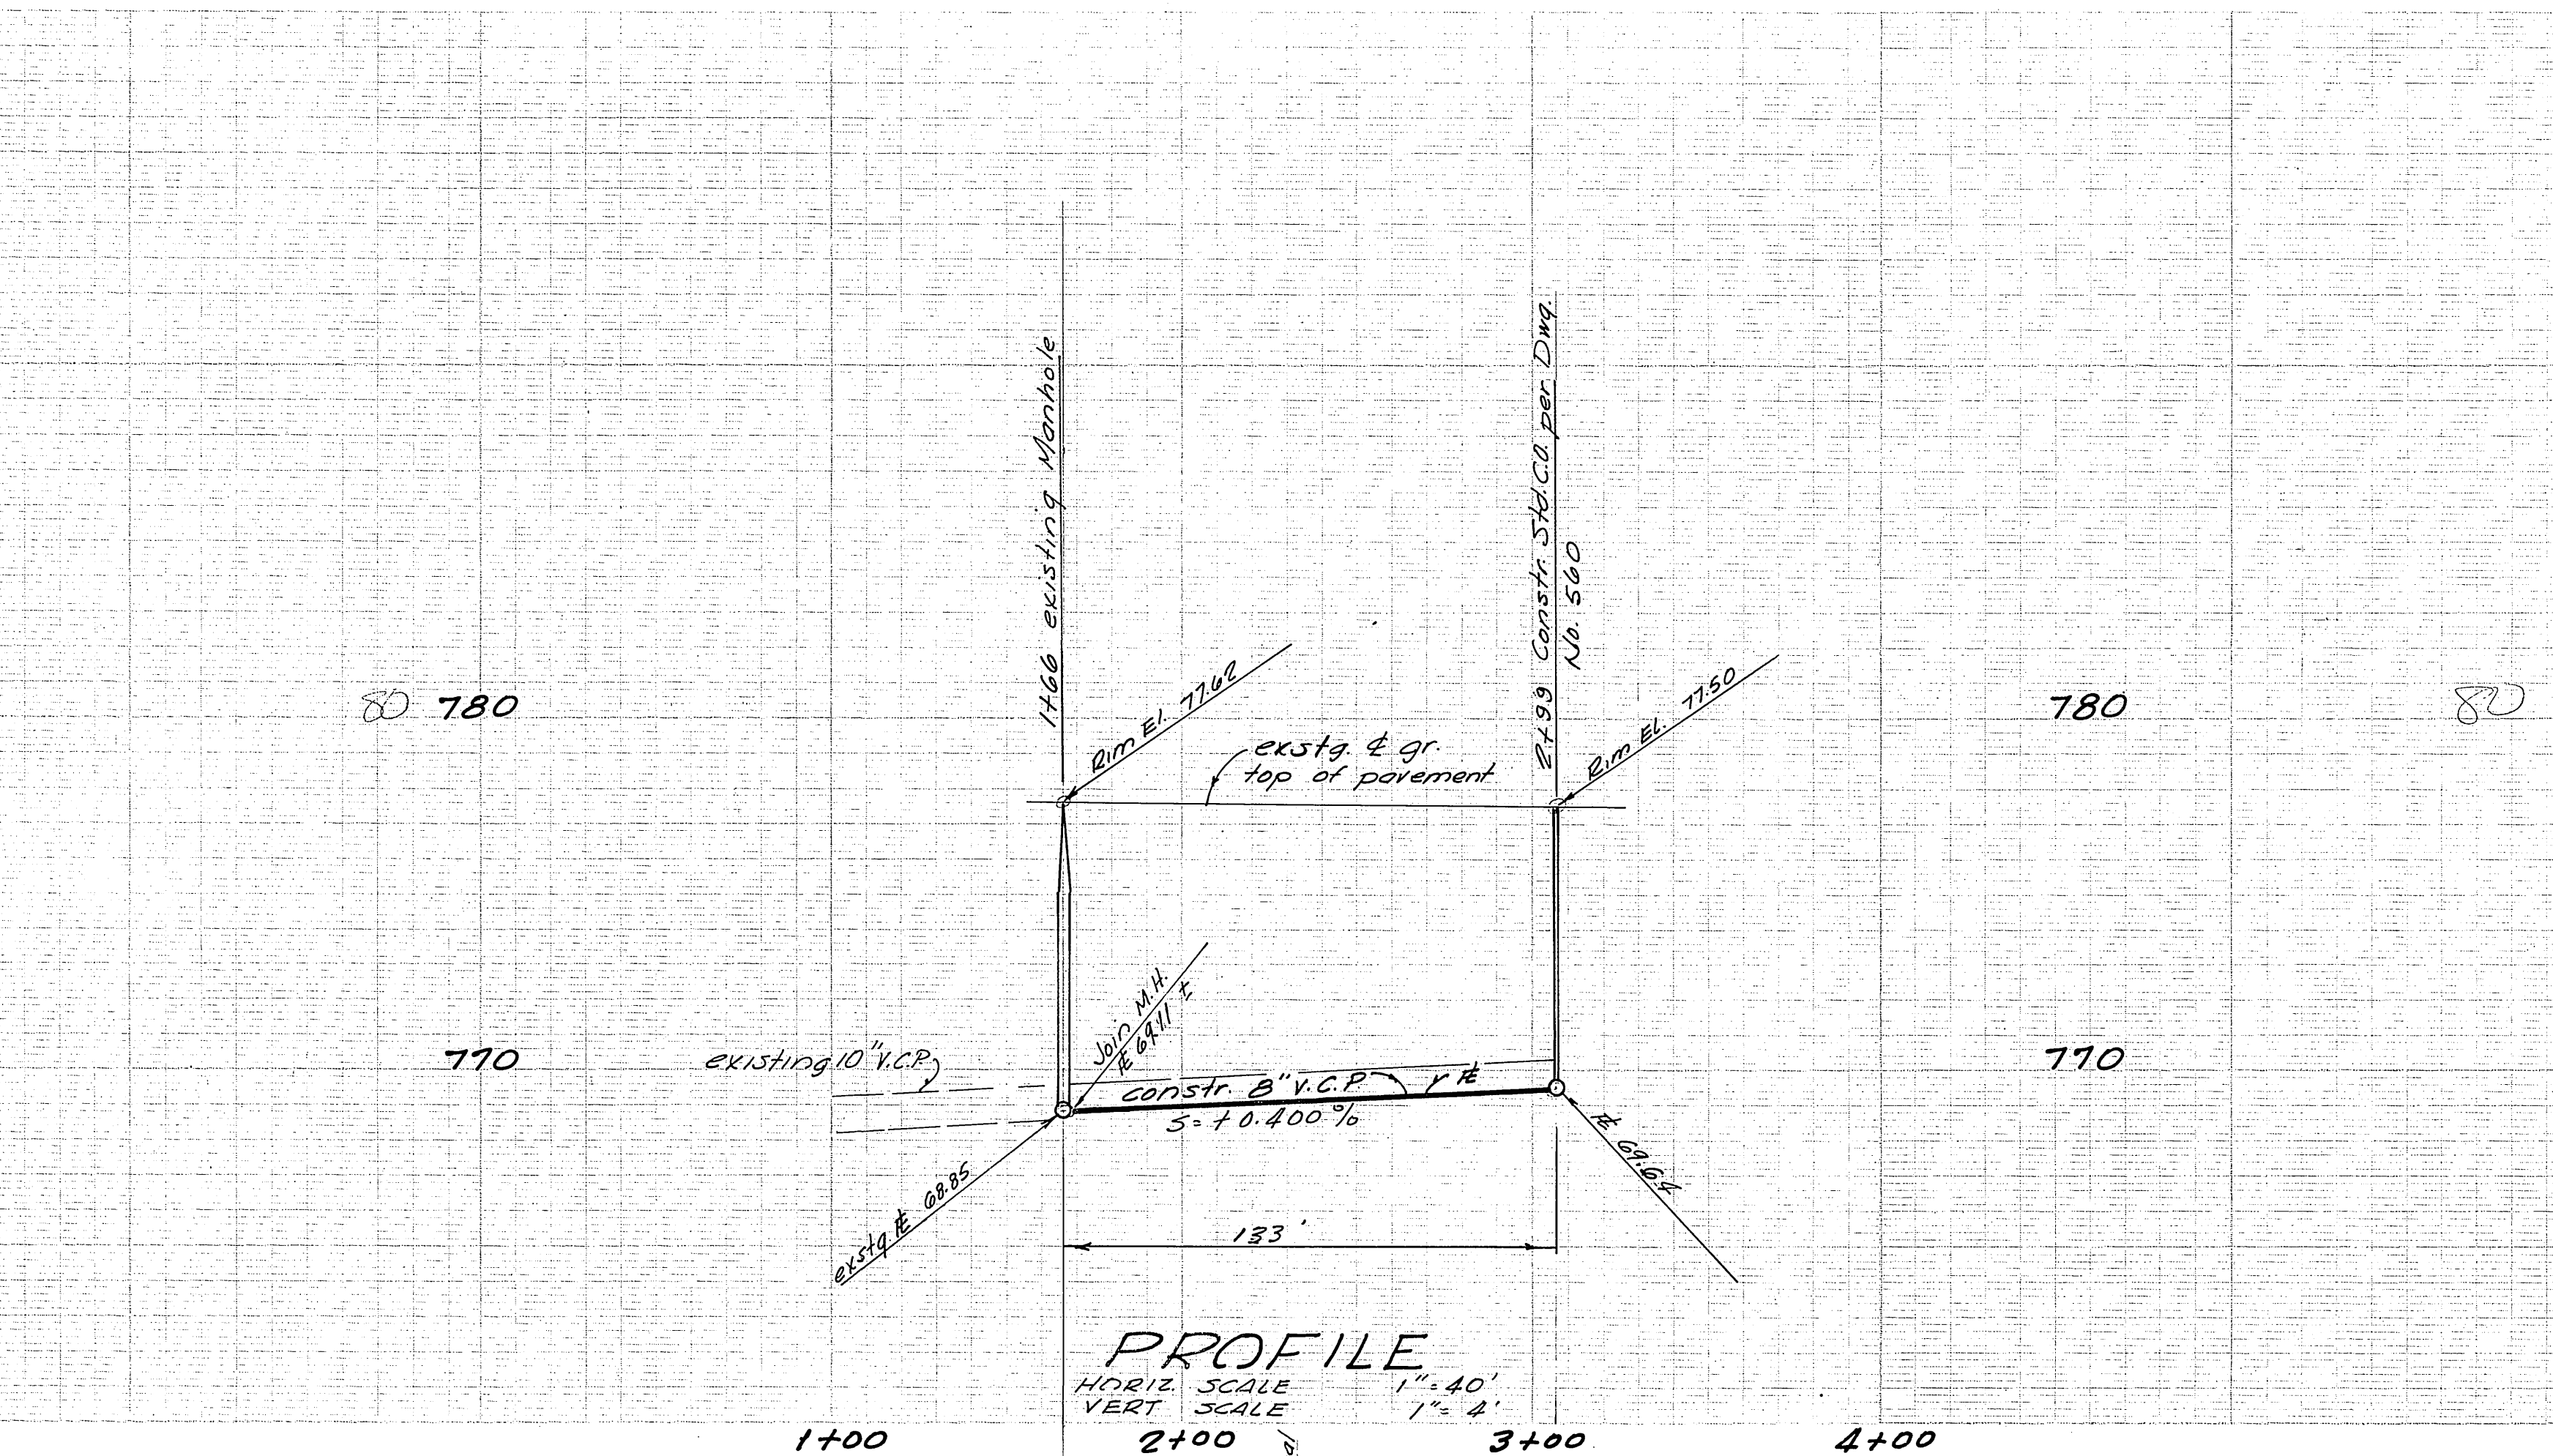 1+66 existing Manhole
2+99 Constr. Std. C.O. per Dwg.
No. 560
80 780
780 80
Rim El. 77.62
exstg. ℄ gr.
top of pavement
Rim El. 77.50
Join M.H.
69.11 ±
770
existing 10" V.C.P.
constr. 8" V.C.P.
S= + 0.400 %
770
exstg. 68.85
69.64
133'
PROFILE
HORIZ. SCALE 1"=40'
VERT SCALE 1"= 4'
1+00 2+00 3+00 4+00